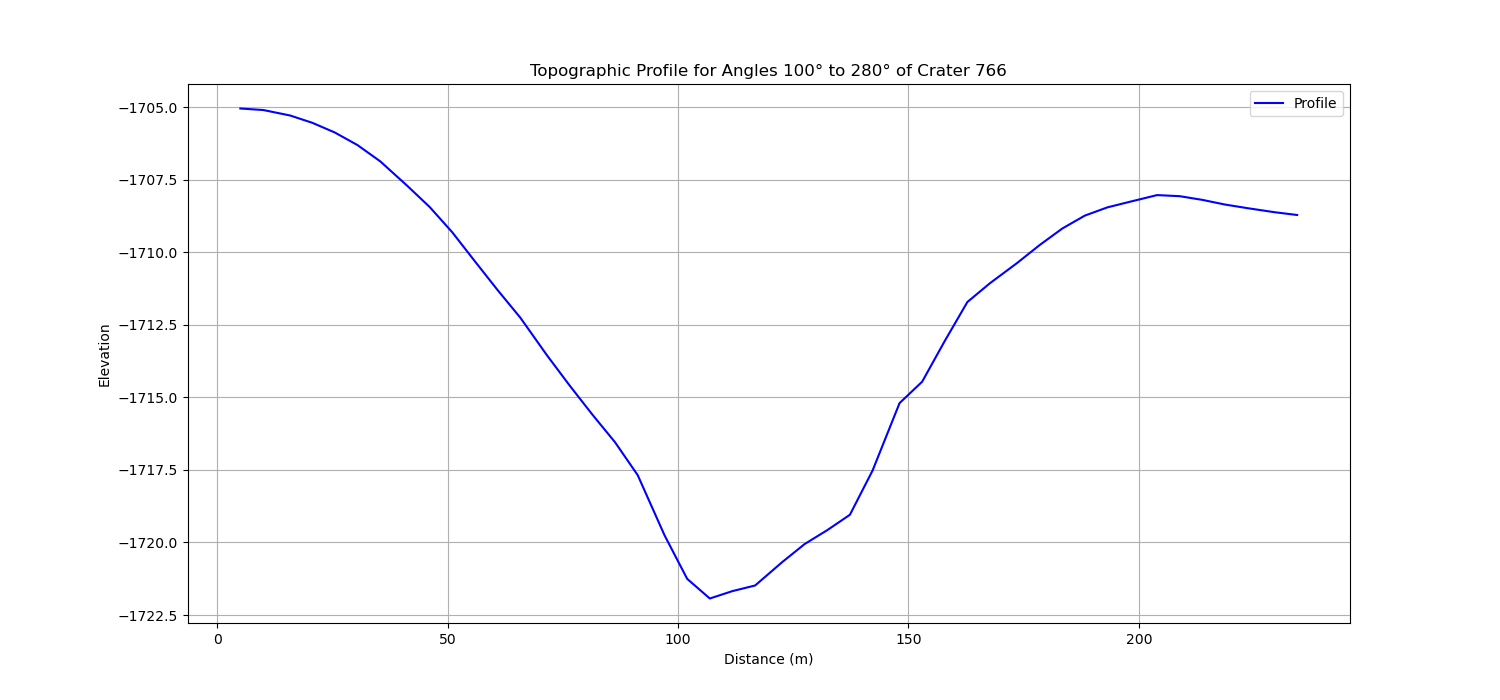 Topographic Profile for Angles 100° to 280° of Crater 766
Profile
−1705.0
−1707.5
−1710.0
−1712.5
−1715.0
−1717.5
−1720.0
−1722.5
Elevation
0 50 100 150 200
Distance (m)